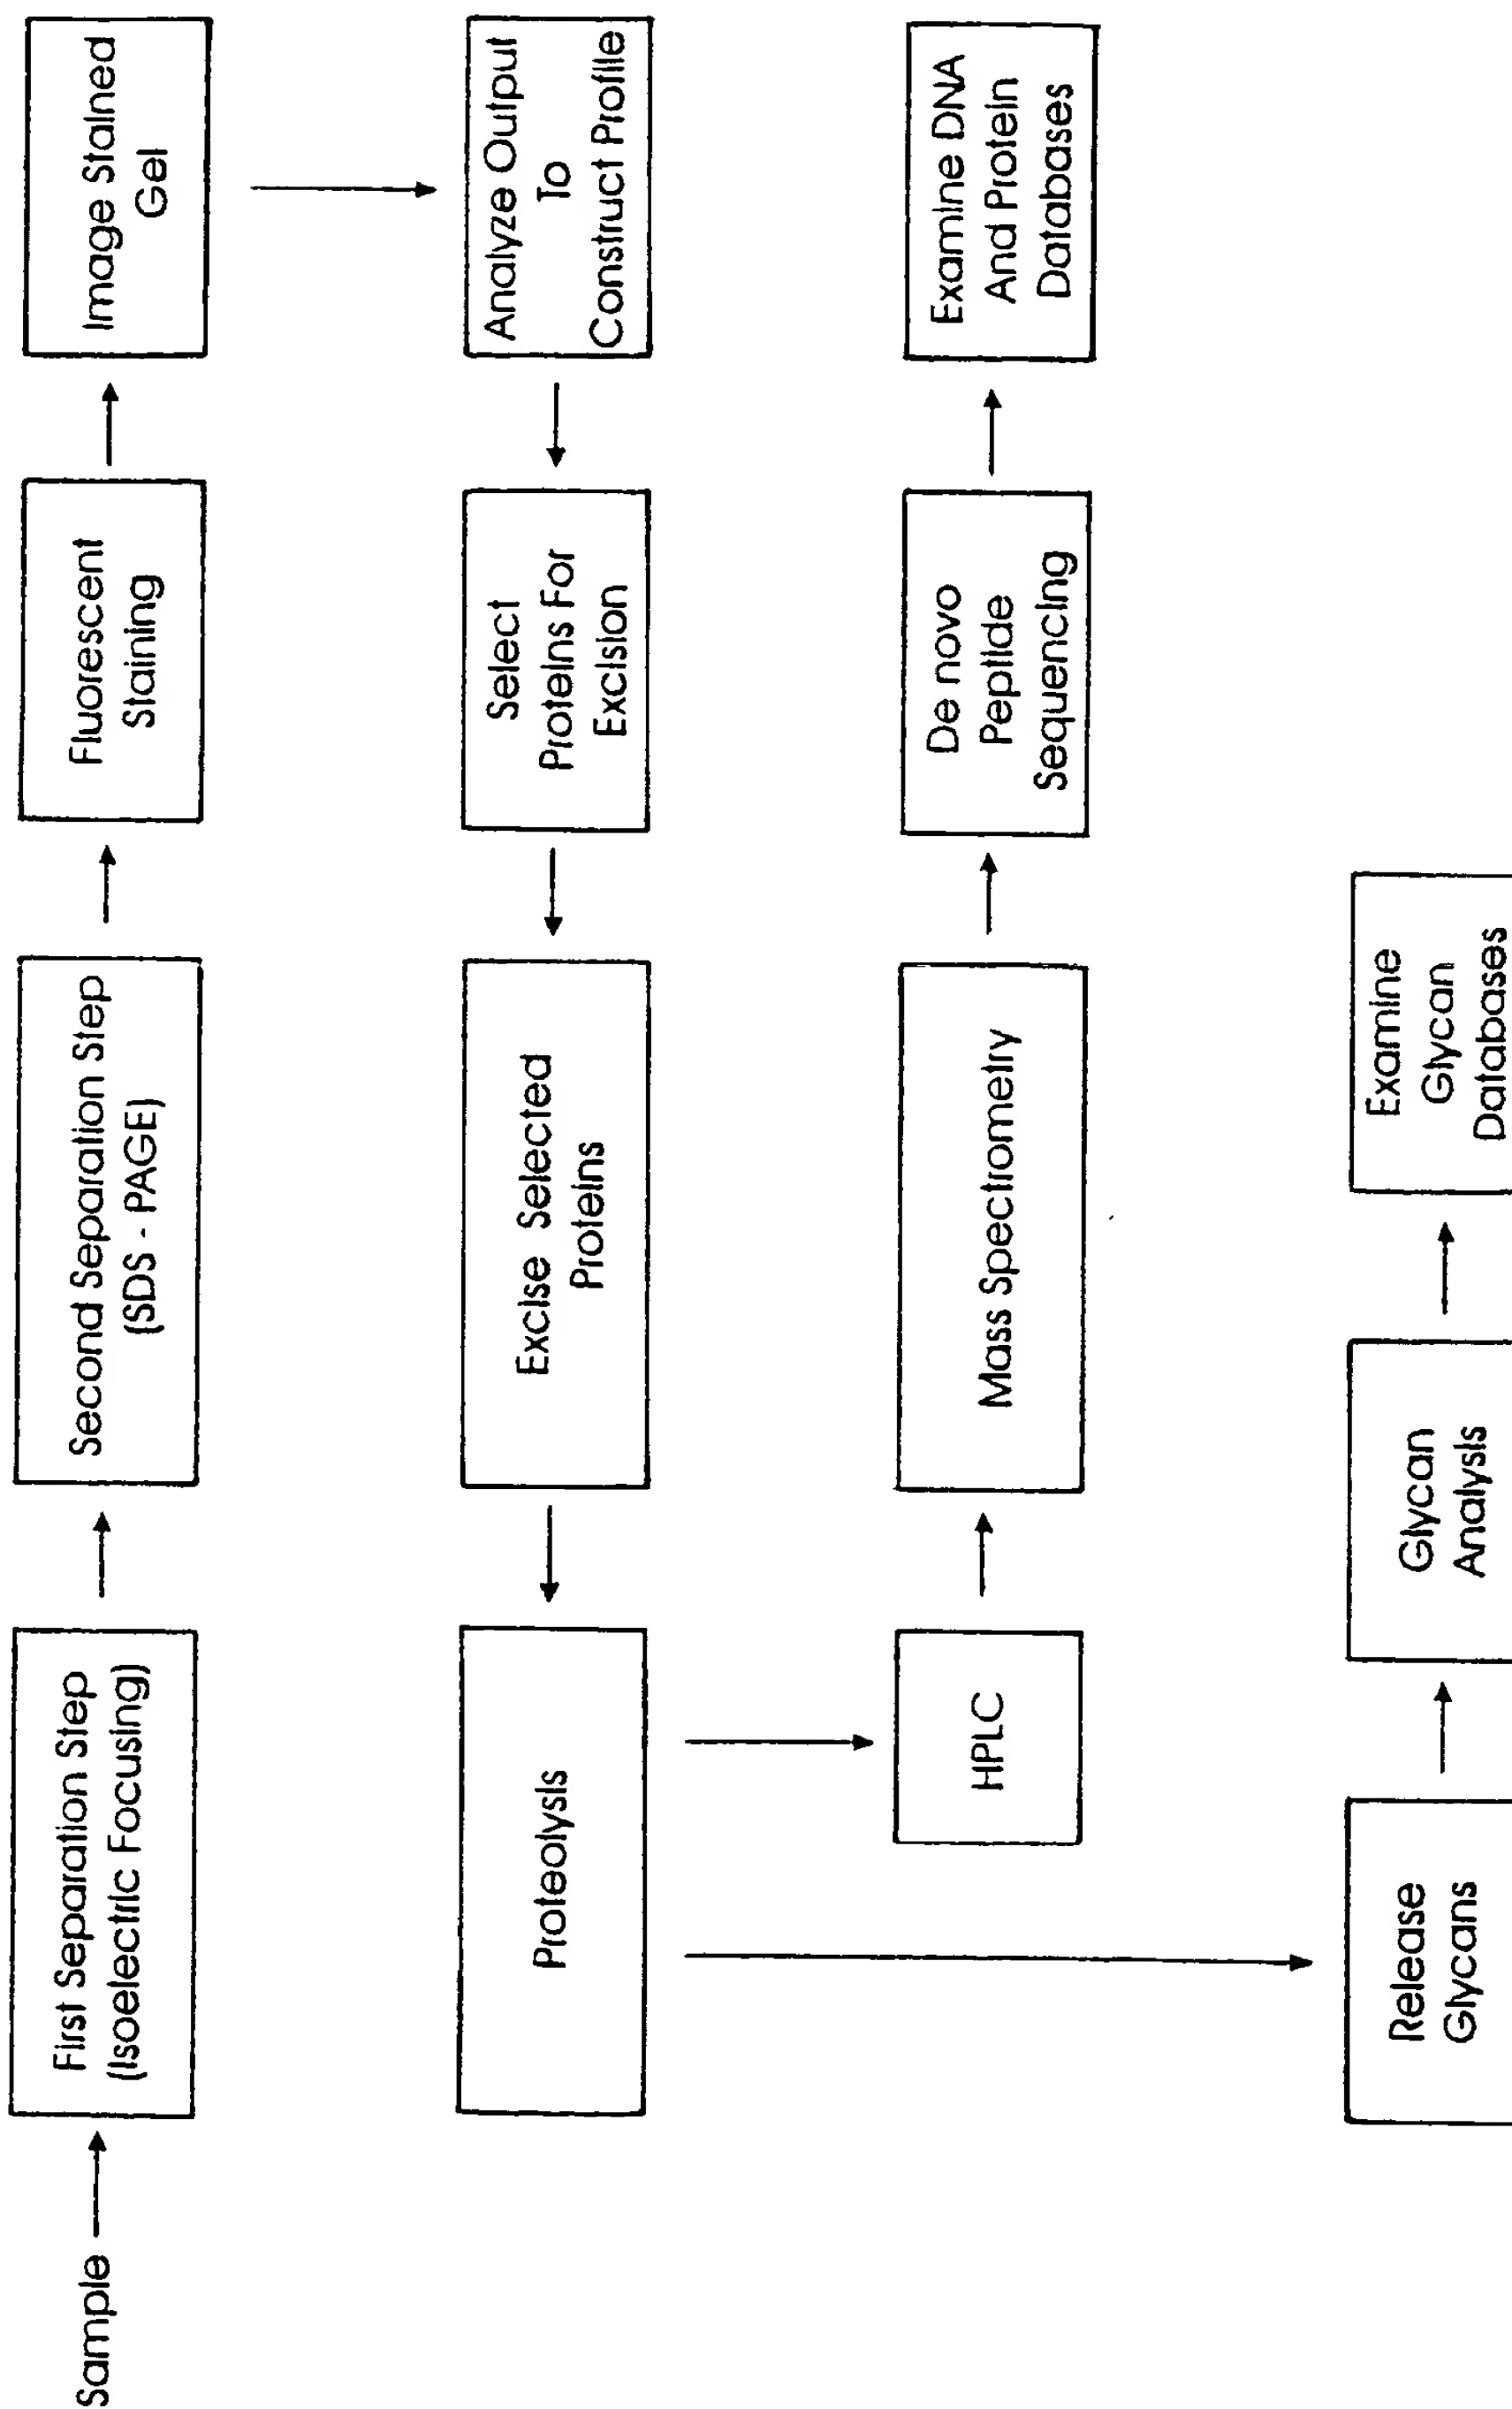 Sample
First Separation Step
(Isoelectric Focusing)
Second Separation Step
(SDS - PAGE)
Fluorescent
Staining
Image Stained
Gel
Analyze Output
To
Construct Profile
Select
Proteins For
Excision
Excise Selected
Proteins
Proteolysis
HPLC
Mass Spectrometry
De novo
Peptide
Sequencing
Examine DNA
And Protein
Databases
Release
Glycans
Glycan
Analysis
Examine
Glycan
Databases